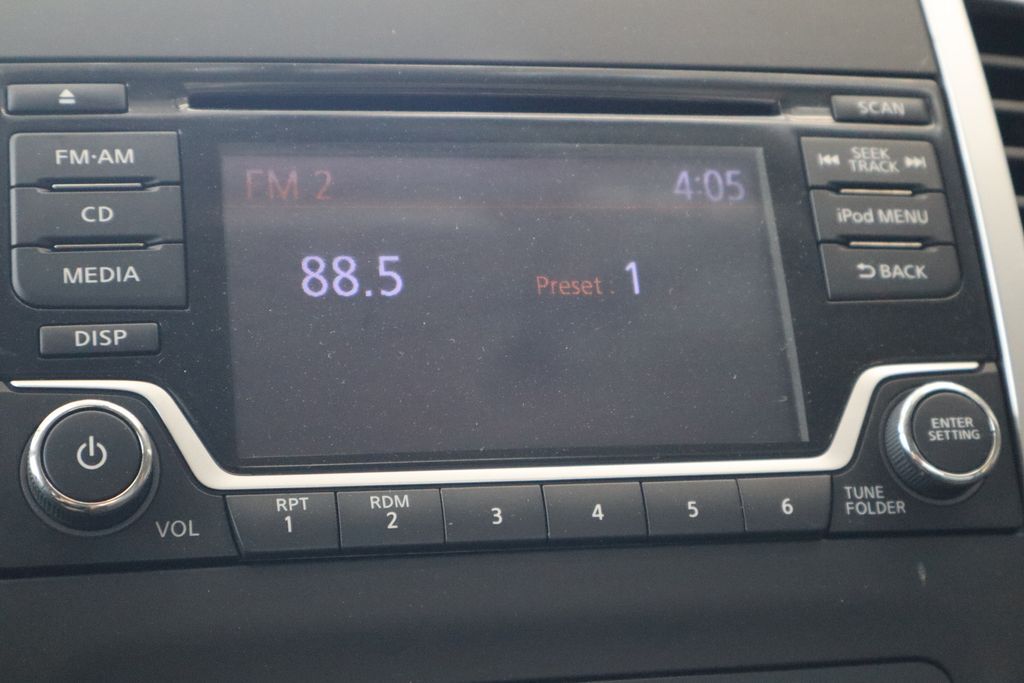 SCAN
FM·AM
CD
MEDIA
DISP
FM 2
4:05
88.5
Preset : 1
SEEK
TRACK
iPod MENU
BACK
VOL
RPT
1
RDM
2
3
4
5
6
TUNE
FOLDER
ENTER
SETTING